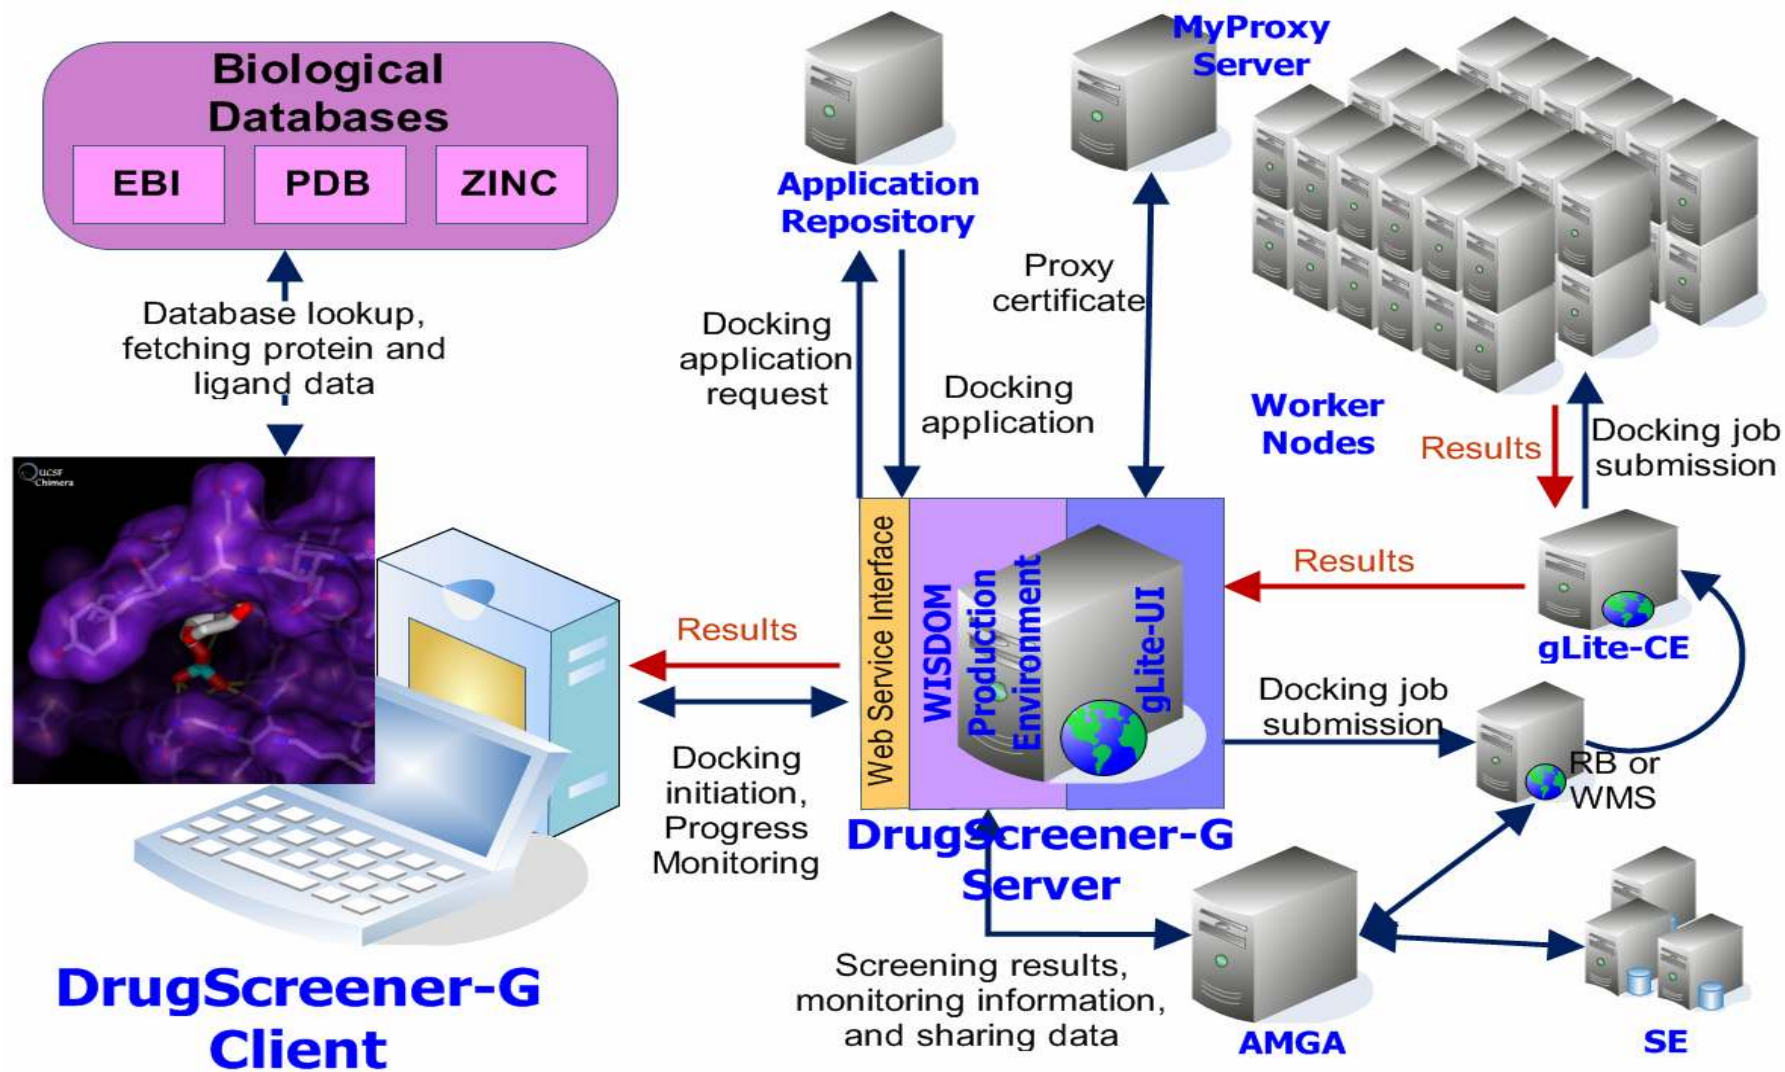 Biological
Databases
EBI
PDB
ZINC
Database lookup,
fetching protein and
ligand data
UCSF
Chimera
DrugScreener-G
Client
Results
Docking
initiation,
Progress
Monitoring
Application
Repository
Docking
application
request
Docking
application
MyProxy
Server
Proxy
certificate
Web Service Interface
WISDOM
Production
Environment
gLite-UI
DrugScreener-G
Server
Worker
Nodes
Results
Docking job
submission
Results
gLite-CE
Docking job
submission
RB or
WMS
Screening results,
monitoring information,
and sharing data
AMGA
SE